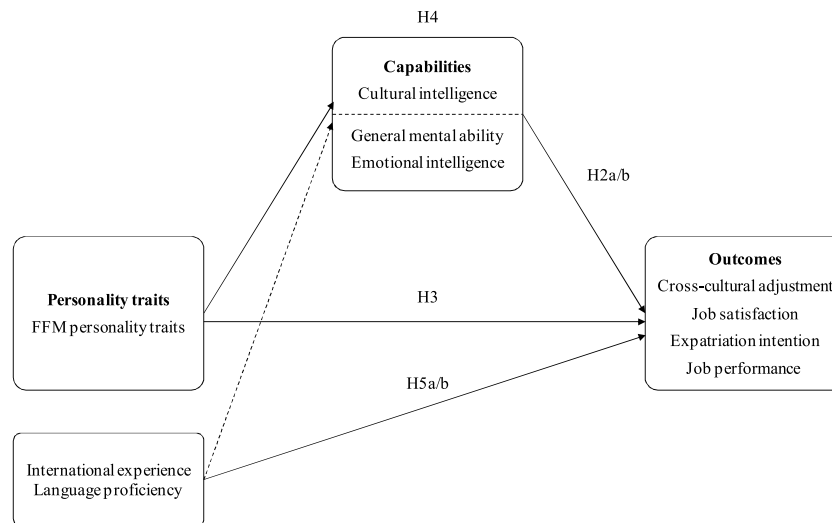 H4
Capabilities
Cultural intelligence
General mental ability
Emotional intelligence
H2a/b
Personality traits
FFM personality traits
H3
Outcomes
Cross-cultural adjustment
Job satisfaction
Expatriation intention
Job performance
H5a/b
International experience
Language proficiency